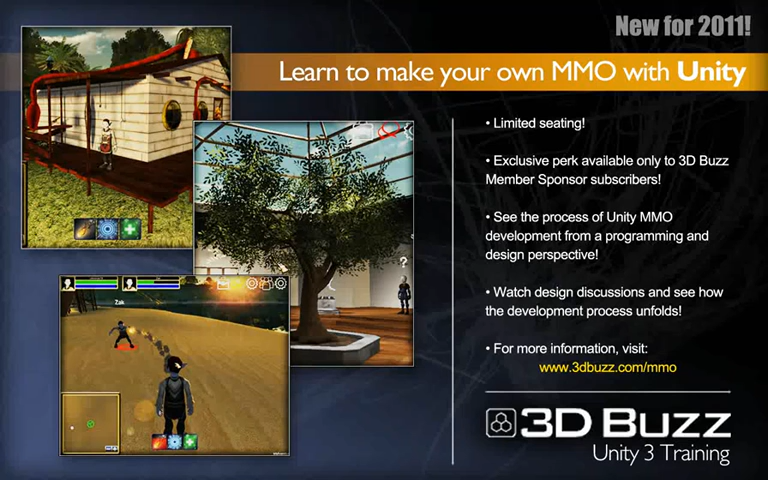 New for 2011!
Learn to make your own MMO with Unity
• Limited seating!
• Exclusive perk available only to 3D Buzz
Member Sponsor subscribers!
• See the process of Unity MMO
development from a programming and
design perspective!
• Watch design discussions and see how
the development process unfolds!
• For more information, visit:
www.3dbuzz.com/mmo
3D BUZZ
Unity 3 Training
?
Zak